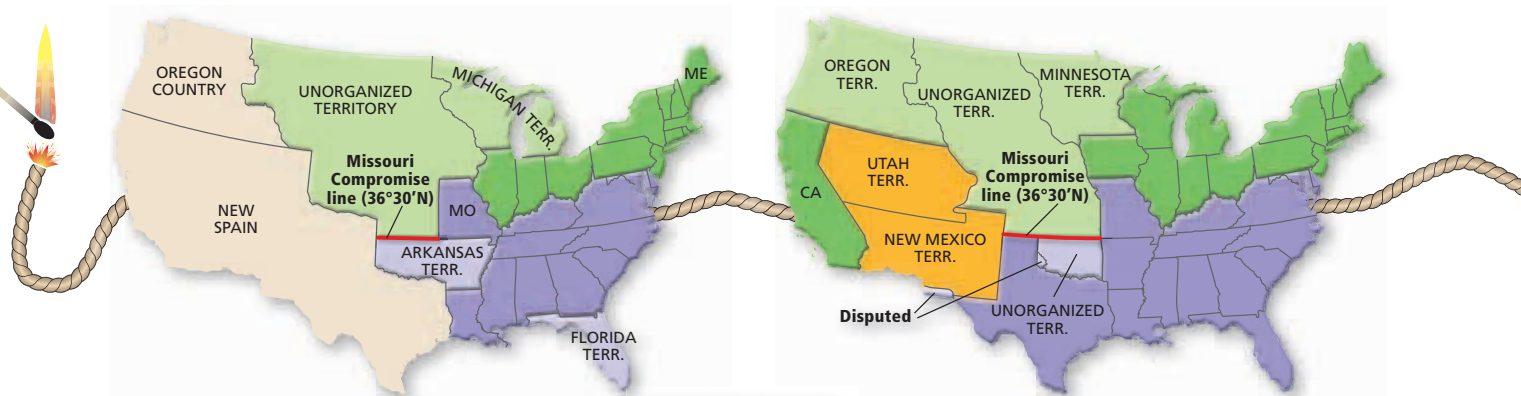 OREGON
COUNTRY
UNORGANIZED
TERRITORY
MICHIGAN TERR.
ME
Missouri
Compromise
line (36°30’N)
MO
NEW
SPAIN
ARKANSAS
TERR.
FLORIDA
TERR.
OREGON
TERR.
UNORGANIZED
TERR.
MINNESOTA
TERR.
UTAH
TERR.
Missouri
Compromise
line (36°30’N)
CA
NEW MEXICO
TERR.
Disputed
UNORGANIZED
TERR.